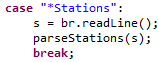 case "*Stations":
    s = br.readLine();
    parseStations(s);
    break;